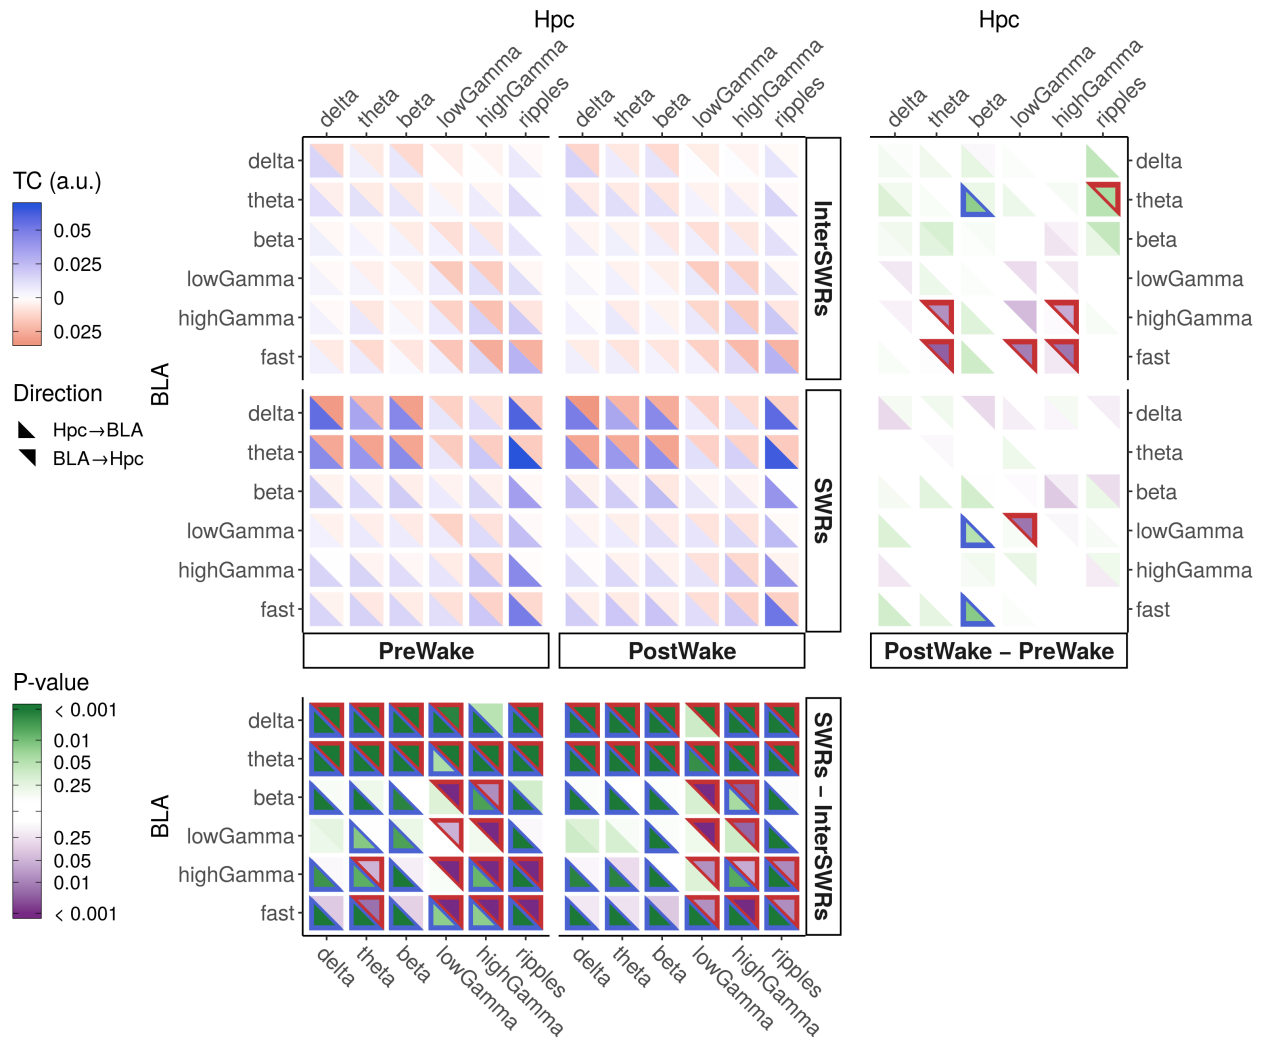 Hpc
Hpc
delta
theta
beta
lowGamma
highGamma
ripples
delta
theta
beta
lowGamma
highGamma
ripples
delta
theta
beta
lowGamma
highGamma
ripples
TC (a.u.)
0.05
0.025
0
0.025
Direction
Hpc→BLA
BLA→Hpc
BLA
delta
theta
beta
lowGamma
highGamma
fast
InterSWRs
delta
theta
beta
lowGamma
highGamma
fast
delta
theta
beta
lowGamma
highGamma
fast
SWRs
delta
theta
beta
lowGamma
highGamma
fast
PreWake
PostWake
PostWake − PreWake
P-value
< 0.001
0.01
0.05
0.25
0.25
0.05
0.01
< 0.001
BLA
delta
theta
beta
lowGamma
highGamma
fast
SWRs − InterSWRs
delta
theta
beta
lowGamma
highGamma
ripples
delta
theta
beta
lowGamma
highGamma
ripples